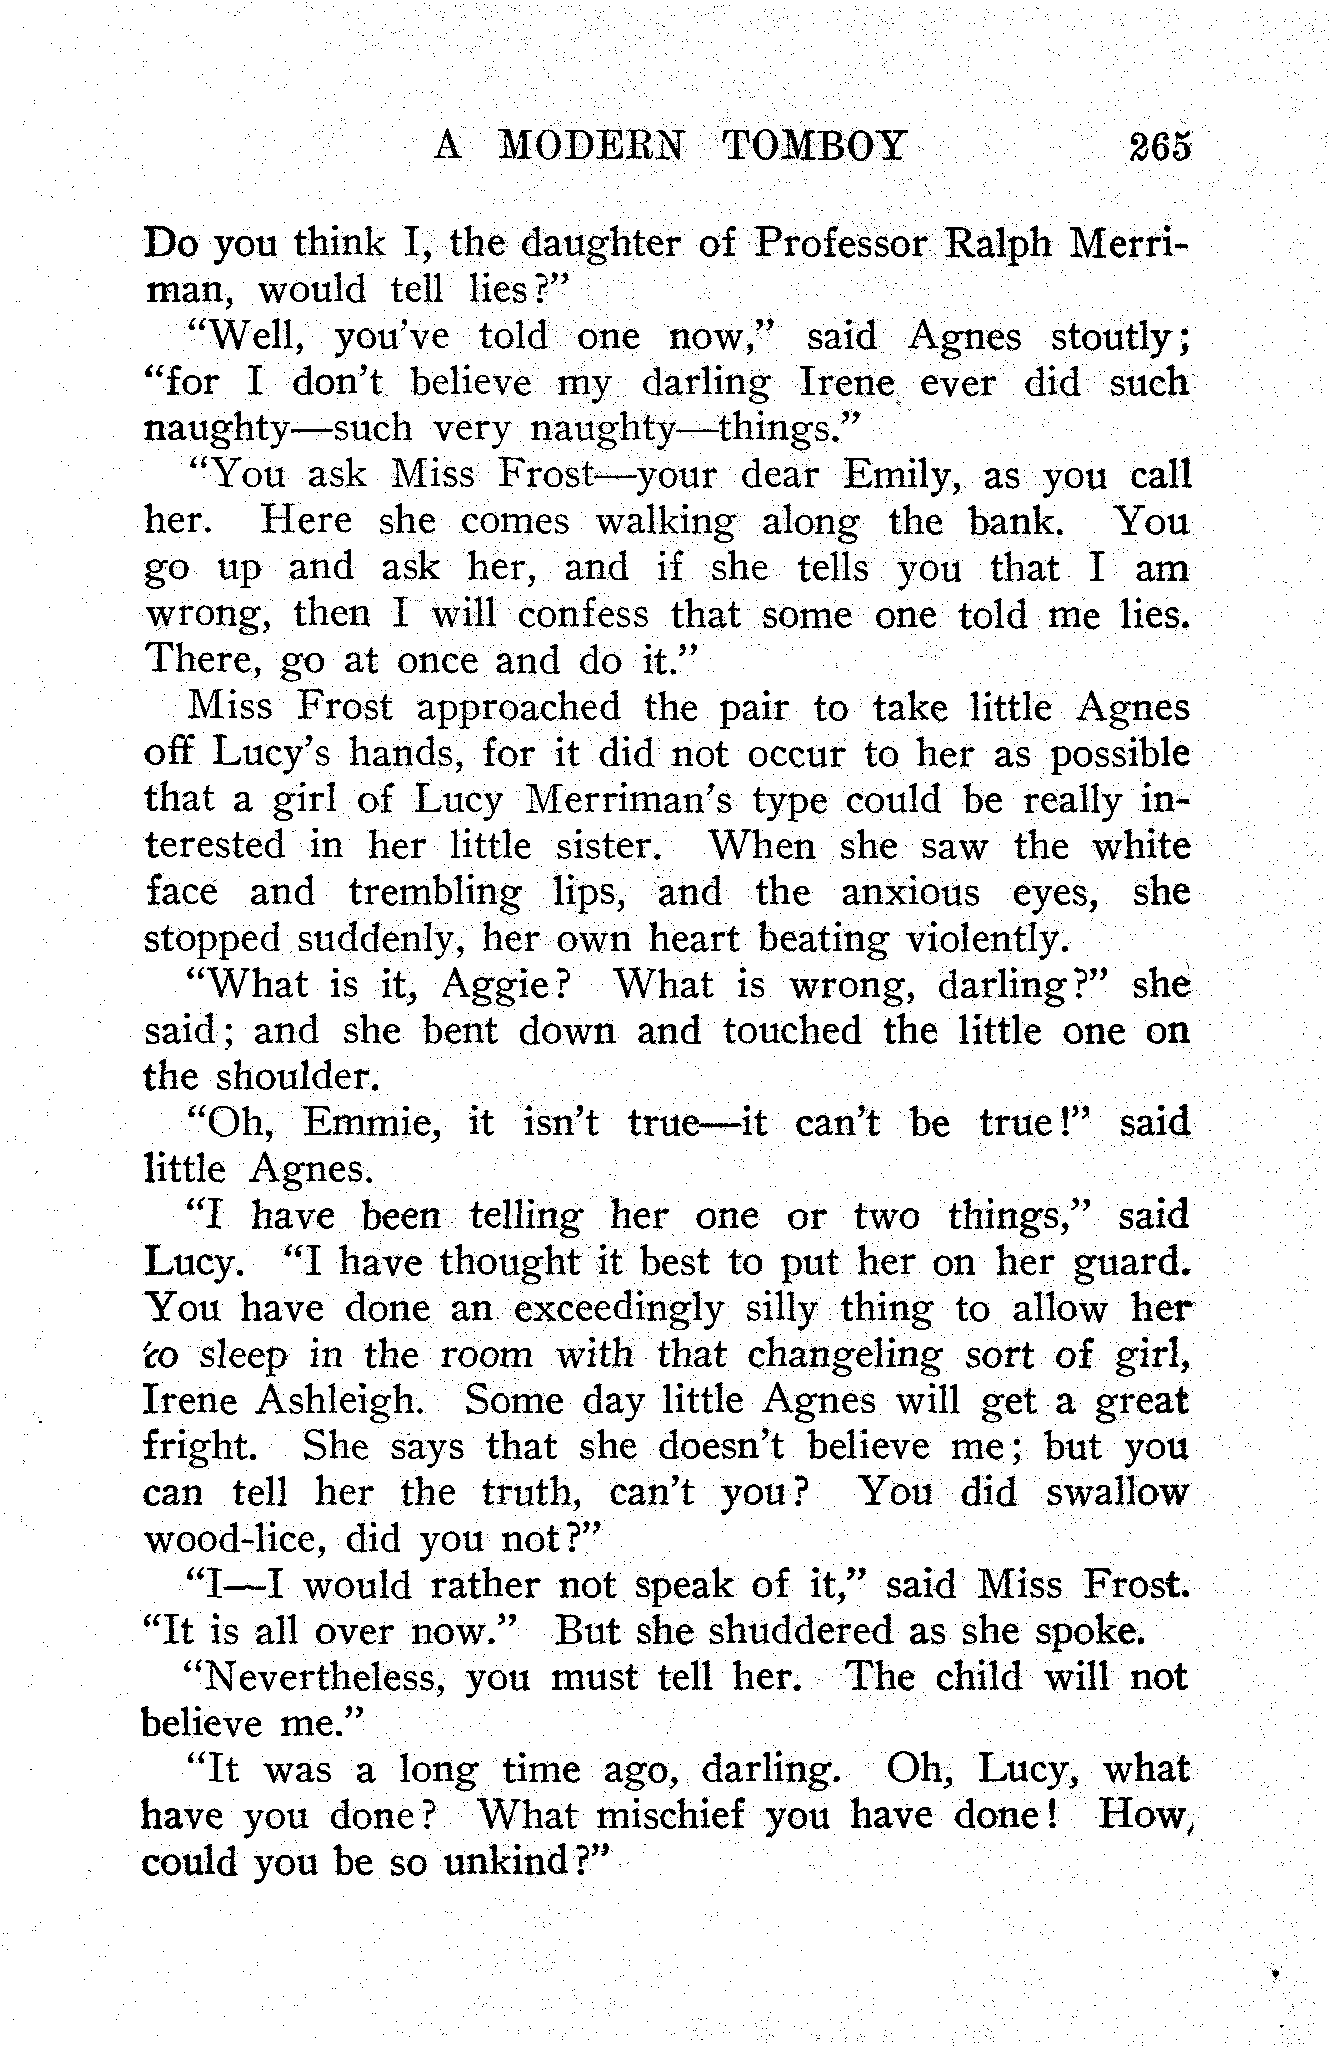 A MODERN TOMBOY 265
Do you think I, the daughter of Professor Ralph Merri-
man, would tell lies?”
“Well, you've told one now,” said Agnes stoutly;
“for I don't believe my darling Irene ever did such
naughty—such very naughty—things.”
“You ask Miss Frost—your dear Emily, as you call
her. Here she comes walking along the bank. You
go up and ask her, and if she tells you that I am
wrong, then I will confess that some one told me lies.
There, go at once and do it.”
Miss Frost approached the pair to take little Agnes
off Lucy's hands, for it did not occur to her as possible
that a girl of Lucy Merriman's type could be really in-
terested in her little sister. When she saw the white
face and trembling lips, and the anxious eyes, she
stopped suddenly, her own heart beating violently.
“What is it, Aggie? What is wrong, darling?” she
said; and she bent down and touched the little one on
the shoulder.
“Oh, Emmie, it isn't true—it can't be true!” said
little Agnes.
“I have been telling her one or two things,” said
Lucy. “I have thought it best to put her on her guard.
You have done an exceedingly silly thing to allow her
to sleep in the room with that changeling sort of girl,
Irene Ashleigh. Some day little Agnes will get a great
fright. She says that she doesn't believe me; but you
can tell her the truth, can't you? You did swallow
wood-lice, did you not?”
“I—I would rather not speak of it,” said Miss Frost.
“It is all over now.” But she shuddered as she spoke.
“Nevertheless, you must tell her. The child will not
believe me.”
“It was a long time ago, darling. Oh, Lucy, what
have you done? What mischief you have done! How,
could you be so unkind?”